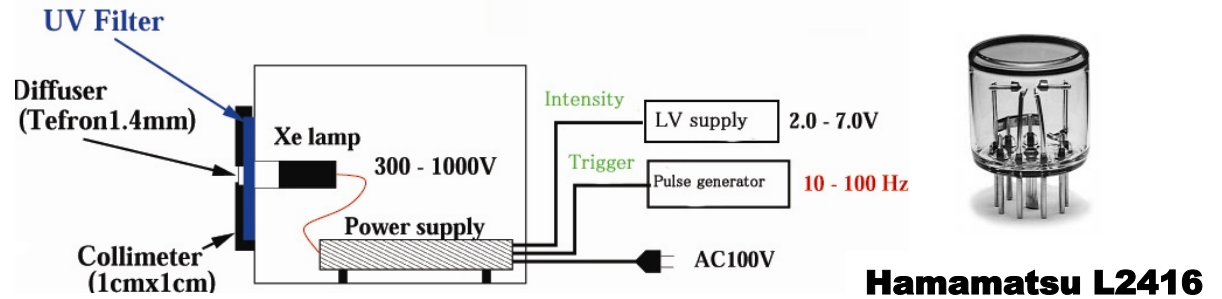 UV Filter
Diffuser
(Tefron1.4mm)
Xe lamp
300 - 1000V
Power supply
Collimeter
(1cmx1cm)
Intensity
LV supply
2.0 - 7.0V
Trigger
Pulse generator
10 - 100 Hz
AC100V
Hamamatsu L2416